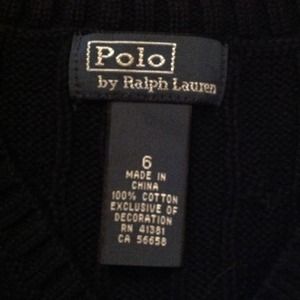 Polo
by Ralph Lauren
6
MADE IN
CHINA
100% COTTON
EXCLUSIVE OF
DECORATION
RN 41381
CA 56658